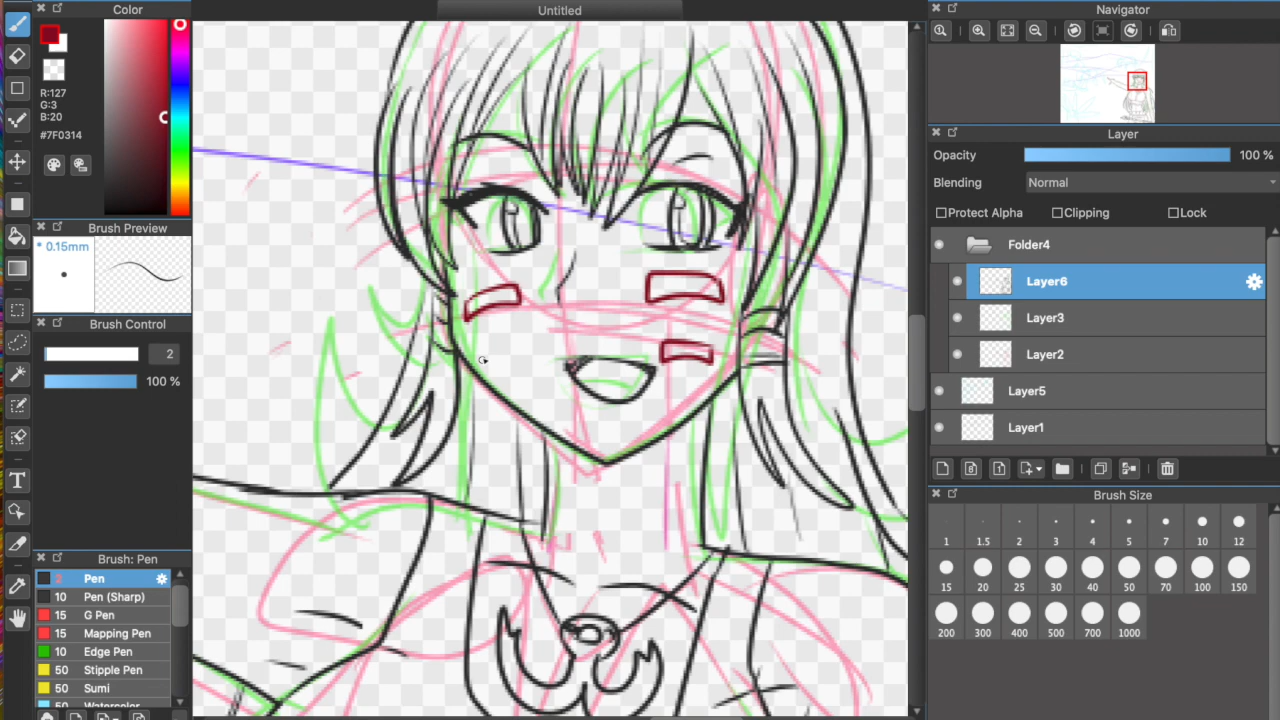 Color
R:127
G:3
B:20
#7F0314
Brush Preview
* 0.15mm
Brush Control
2
100 %
Brush: Pen
2 Pen
10 Pen (Sharp)
15 G Pen
15 Mapping Pen
10 Edge Pen
50 Stipple Pen
50 Sumi
50 Watercolor
T
Untitled
Navigator
Layer
Opacity 100 %
Blending Normal
Protect Alpha Clipping Lock
Folder4
Layer6
Layer3
Layer2
Layer5
Layer1
Brush Size
1 1.5 2 3 4 5 7 10 12
15 20 25 30 40 50 70 100 150
200 300 400 500 700 1000